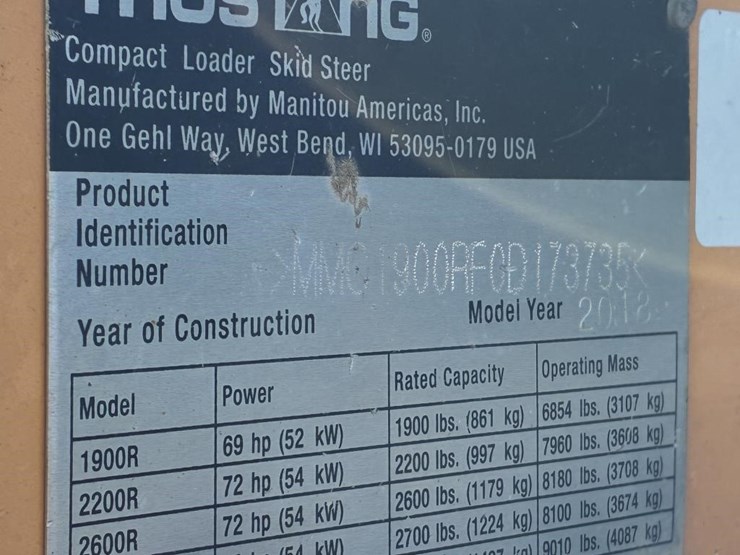 MUSTANG®
Compact Loader Skid Steer
Manufactured by Manitou Americas, Inc.
One Gehl Way, West Bend, WI 53095-0179 USA
Product
Identification
Number
>MMC1900RF0D173735<
Year of Construction
Model Year 2018
Model Power Rated Capacity Operating Mass
1900R 69 hp (52 kW) 1900 lbs. (861 kg) 6854 lbs. (3107 kg)
2200R 72 hp (54 kW) 2200 lbs. (997 kg) 7960 lbs. (3608 kg)
2600R 72 hp (54 kW) 2600 lbs. (1179 kg) 8180 lbs. (3708 kg)
(54 kW) 2700 lbs. (1224 kg) 8100 lbs. (3674 kg)
9010 lbs. (4087 kg)